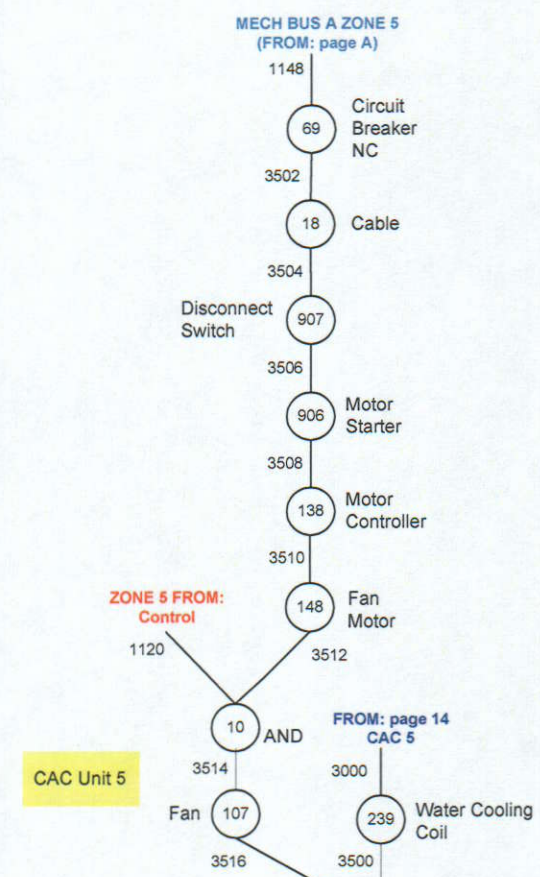 MECH BUS A ZONE 5
(FROM: page A)
1148
69
Circuit
Breaker
NC
3502
18
Cable
3504
Disconnect
Switch
907
3506
906
Motor
Starter
3508
138
Motor
Controller
3510
148
Fan
Motor
ZONE 5 FROM:
Control
1120
3512
10
AND
FROM: page 14
CAC 5
CAC Unit 5
3514
3000
Fan
107
239
Water Cooling
Coil
3516
3500